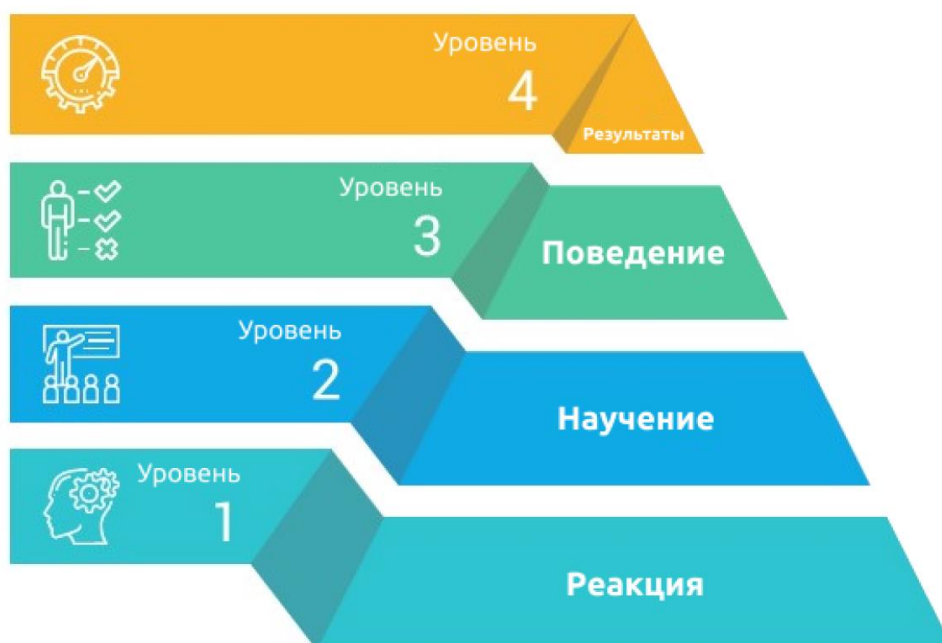 Уровень
4
Результаты
Уровень
3
Поведение
Уровень
2
Научение
Уровень
1
Реакция